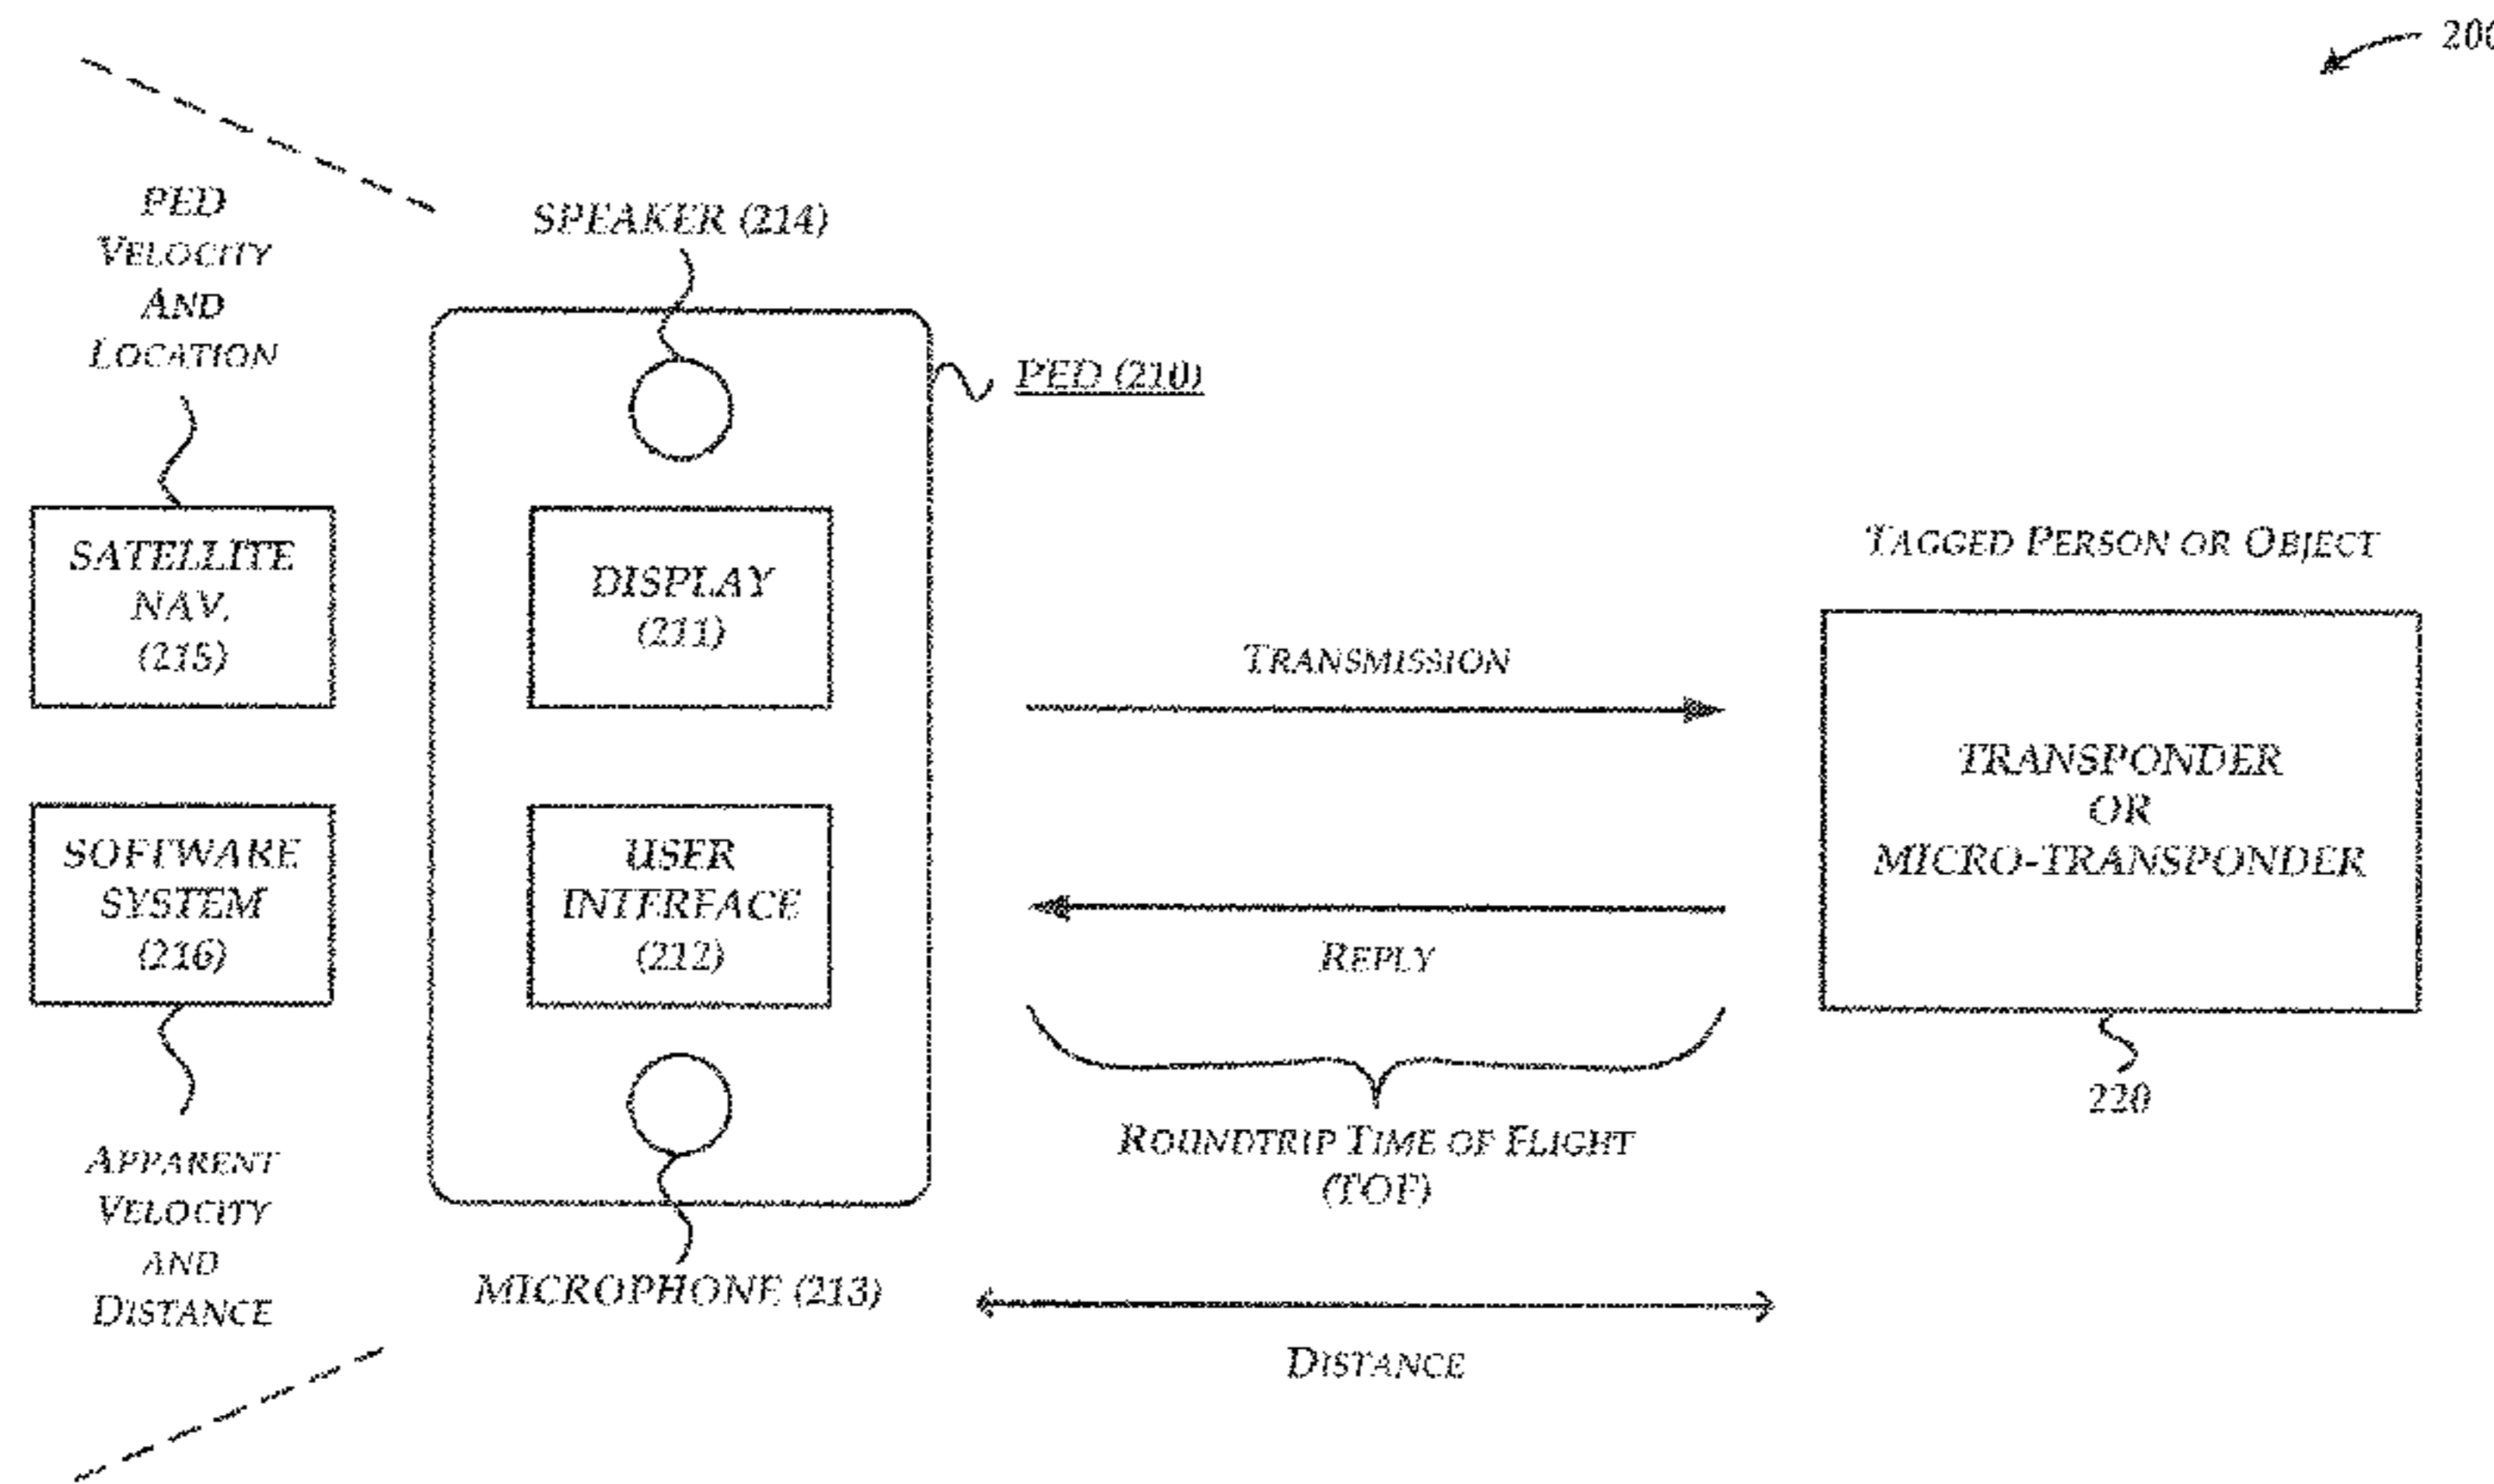 200
PED
VELOCITY
AND
LOCATION
SPEAKER (214)
PED (210)
SATELLITE
NAV.
(215)
DISPLAY
(211)
TAGGED PERSON OR OBJECT
TRANSMISSION
TRANSPONDER
OR
MICRO-TRANSPONDER
SOFTWARE
SYSTEM
(216)
USER
INTERFACE
(212)
REPLY
220
ROUNDTRIP TIME OF FLIGHT
(TOF)
APPARENT
VELOCITY
AND
DISTANCE
MICROPHONE (213)
DISTANCE